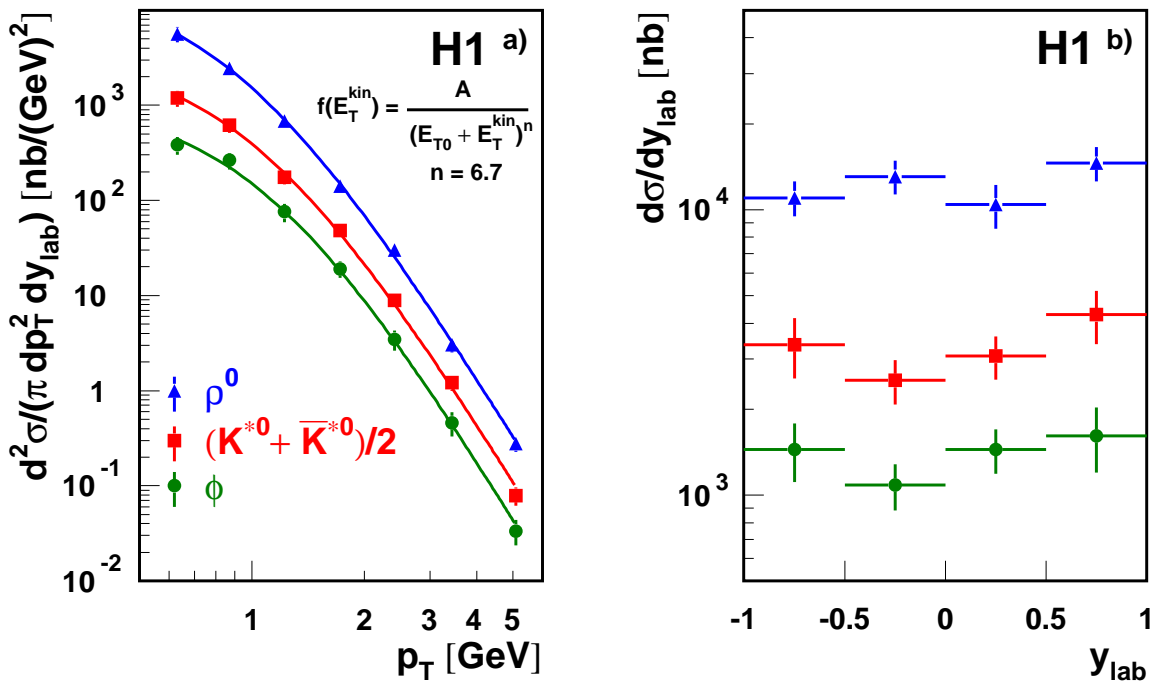 H1 a)
f(E_T^kin) = A / (E_T0 + E_T^kin)^n
n = 6.7
d²σ/(π dp_T² dy_lab) [nb/(GeV)²]
10³
10²
10
1
10⁻¹
10⁻²
ρ⁰
(K*⁰ + K̅*⁰)/2
ϕ
1 2 3 4 5
p_T [GeV]
H1 b)
dσ/dy_lab [nb]
10⁴
10³
-1 -0.5 0 0.5 1
y_lab